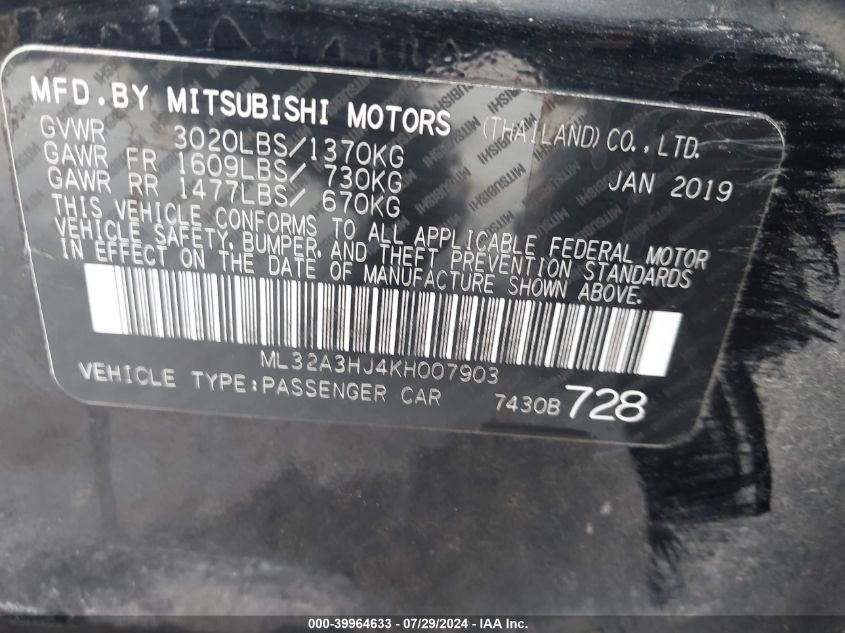 MFD.BY MITSUBISHI MOTORS (THAILAND) CO.,LTD.
GVWR 3020LBS/1370KG
GAWR FR 1609LBS/ 730KG JAN 2019
GAWR RR 1477LBS/ 670KG
THIS VEHICLE CONFORMS TO ALL APPLICABLE FEDERAL MOTOR
VEHICLE SAFETY, BUMPER, AND THEFT PREVENTION STANDARDS
IN EFFECT ON THE DATE OF MANUFACTURE SHOWN ABOVE.
ML32A3HJ4KH007903
VEHICLE TYPE:PASSENGER CAR 7430B 728
000-39964633 / 07/29/2024 - IAA Inc.